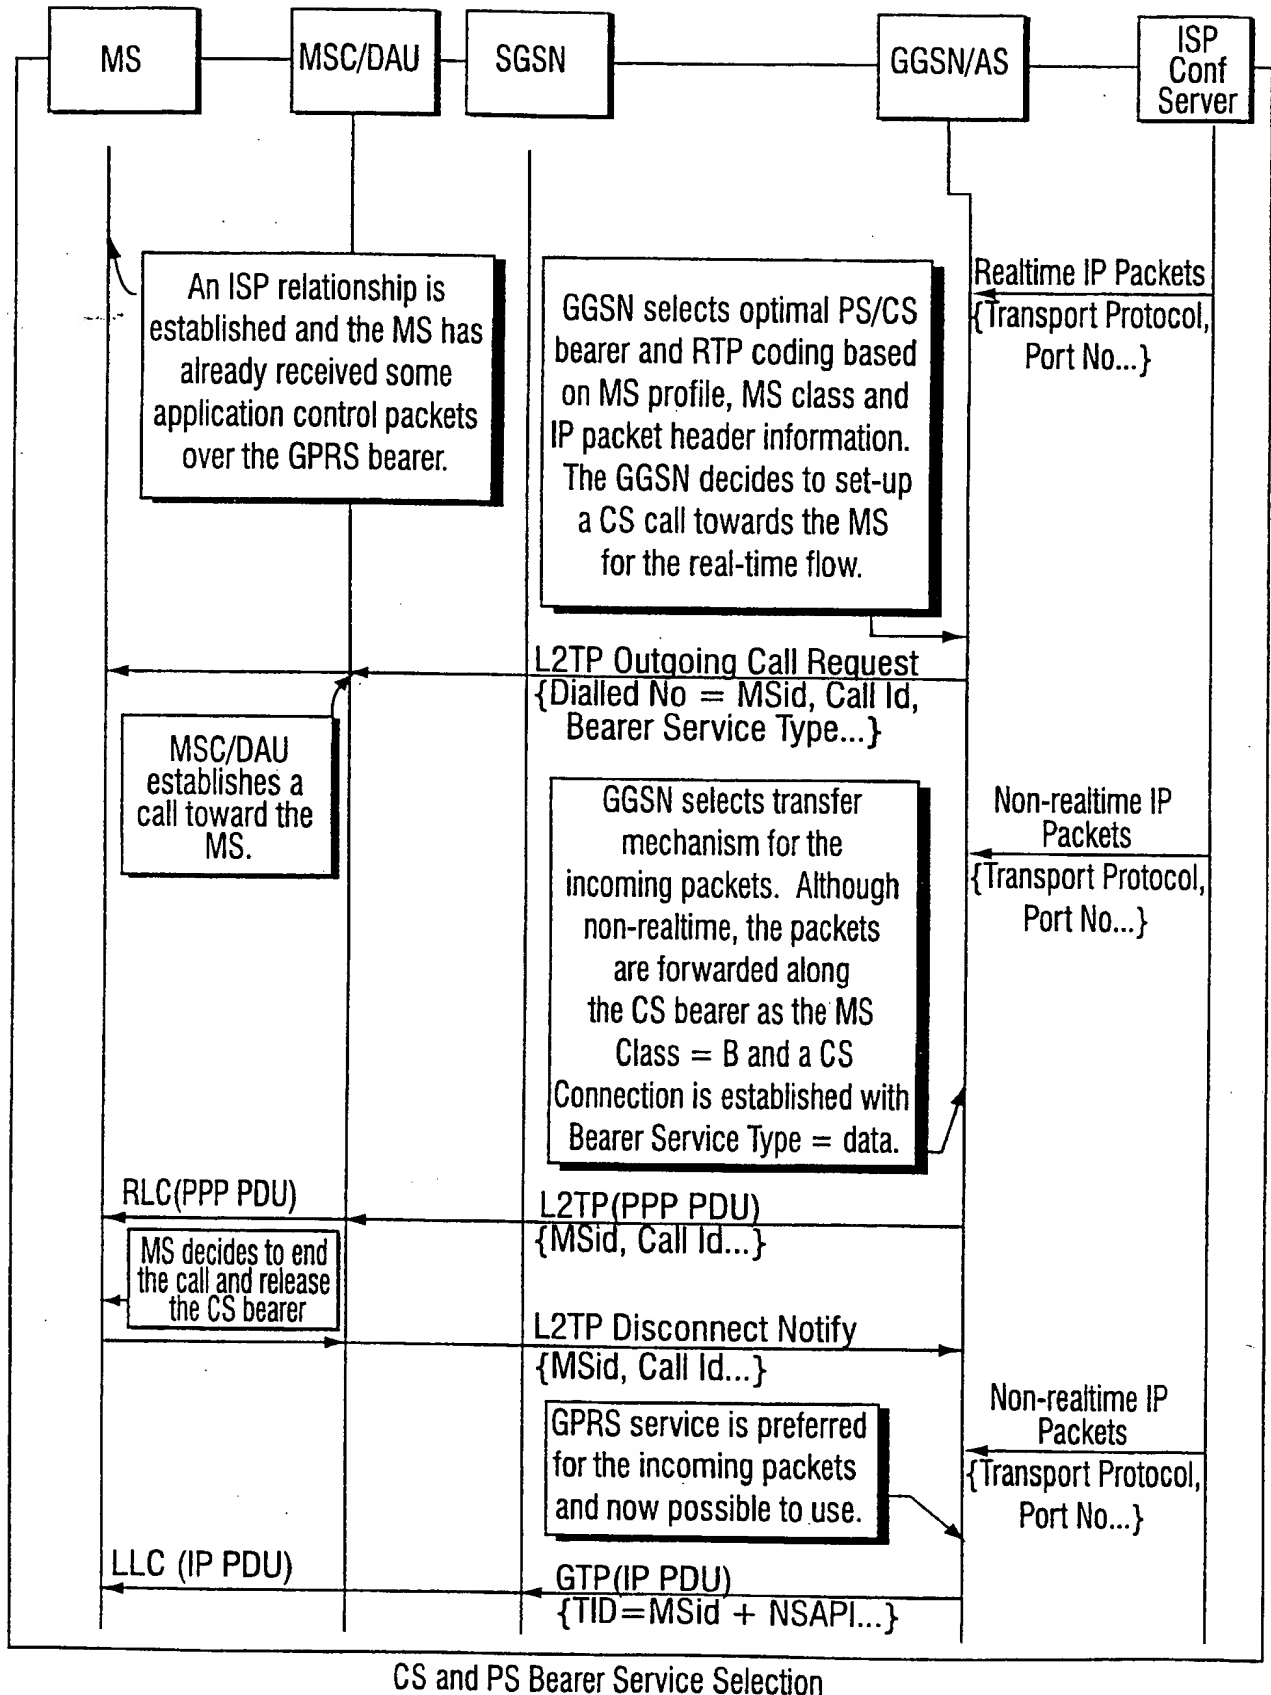 MS
MSC/DAU
SGSN
GGSN/AS
ISP
Conf
Server
An ISP relationship is
established and the MS has
already received some
application control packets
over the GPRS bearer.
GGSN selects optimal PS/CS
bearer and RTP coding based
on MS profile, MS class and
IP packet header information.
The GGSN decides to set-up
a CS call towards the MS
for the real-time flow.
Realtime IP Packets
{Transport Protocol,
Port No...}
L2TP Outgoing Call Request
{Dialled No = MSid, Call Id,
Bearer Service Type...}
MSC/DAU
establishes a
call toward the
MS.
GGSN selects transfer
mechanism for the
incoming packets. Although
non-realtime, the packets
are forwarded along
the CS bearer as the MS
Class = B and a CS
Connection is established with
Bearer Service Type = data.
Non-realtime IP
Packets
{Transport Protocol,
Port No...}
RLC(PPP PDU)
L2TP(PPP PDU)
{MSid, Call Id...}
MS decides to end
the call and release
the CS bearer
L2TP Disconnect Notify
{MSid, Call Id...}
GPRS service is preferred
for the incoming packets
and now possible to use.
Non-realtime IP
Packets
{Transport Protocol,
Port No...}
LLC (IP PDU)
GTP(IP PDU)
{TID=MSid + NSAPI...}
CS and PS Bearer Service Selection